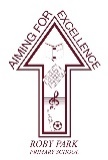 AIMING FOR
EXCELLENCE
ROBY PARK
PRIMARY SCHOOL